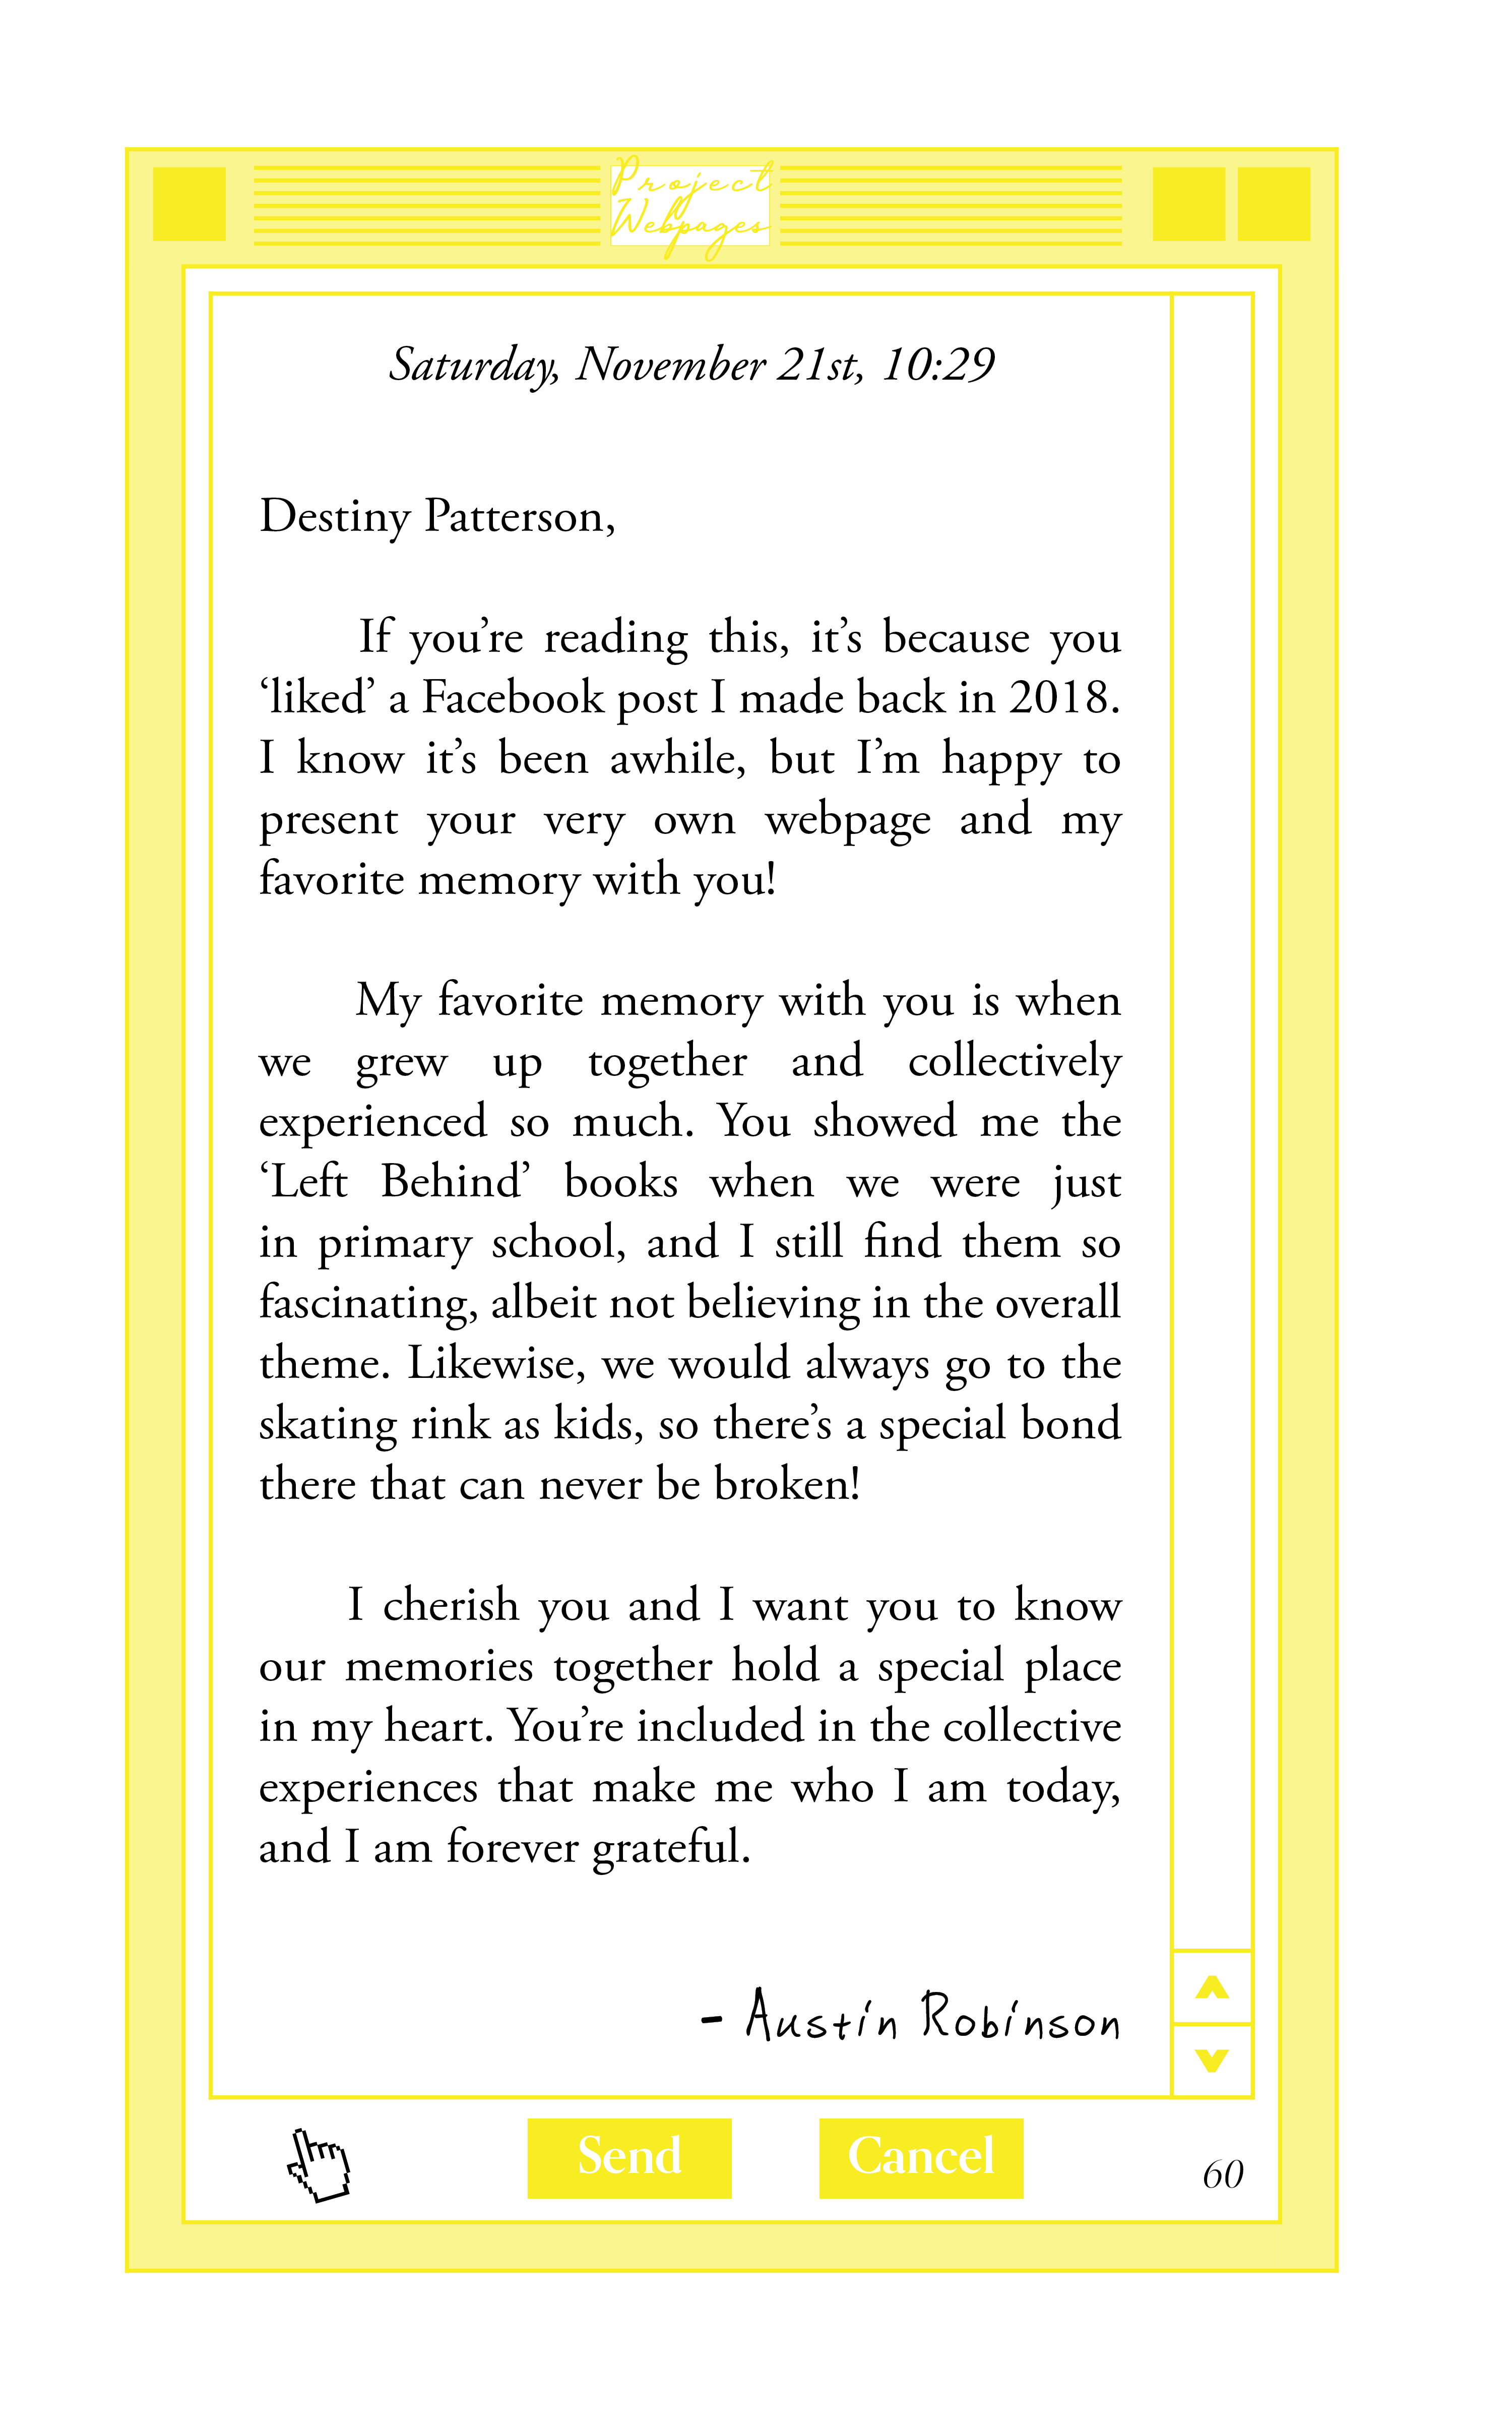 Project
Webpages
Saturday, November 21st, 10:29
Destiny Patterson,
If you’re reading this, it’s because you
‘liked’ a Facebook post I made back in 2018.
I know it’s been awhile, but I’m happy to
present your very own webpage and my
favorite memory with you!
My favorite memory with you is when
we grew up together and collectively
experienced so much. You showed me the
‘Left Behind’ books when we were just
in primary school, and I still find them so
fascinating, albeit not believing in the overall
theme. Likewise, we would always go to the
skating rink as kids, so there’s a special bond
there that can never be broken!
I cherish you and I want you to know
our memories together hold a special place
in my heart. You’re included in the collective
experiences that make me who I am today,
and I am forever grateful.
- Austin Robinson
Send Cancel
60